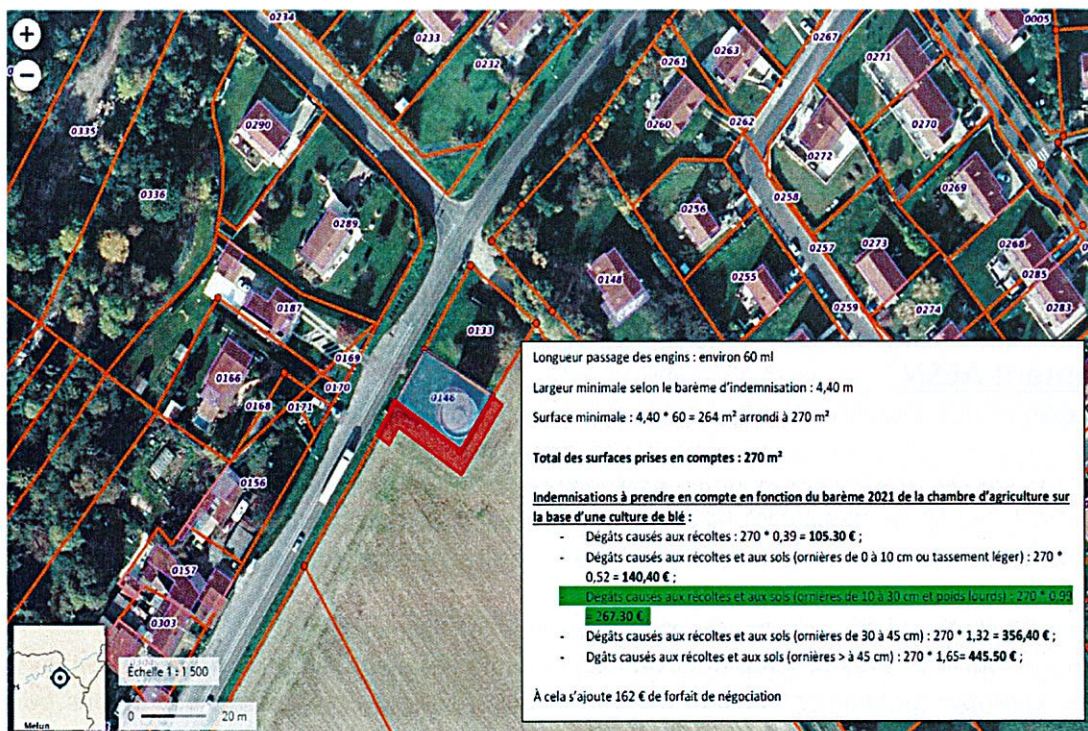 +
−
0234
0233
0232
0263
0267
0005
0261
0271
0335
0290
0260
0262
0270
0272
0336
0258
0269
0289
0256
0257
0273
0268
0148
0255
0285
0187
0259
0274
0283
0133
0169
0166
0170
0168
0171
0146
0156
0157
0303
Longueur passage des engins : environ 60 ml
Largeur minimale selon le barème d'indemnisation : 4,40 m
Surface minimale : 4,40 * 60 = 264 m² arrondi à 270 m²
Total des surfaces prises en comptes : 270 m²
Indemnisations à prendre en compte en fonction du barème 2021 de la chambre d'agriculture sur
la base d'une culture de blé :
- Dégâts causés aux récoltes : 270 * 0,39 = 105.30 € ;
- Dégâts causés aux récoltes et aux sols (ornières de 0 à 10 cm ou tassement léger) : 270 *
0,52 = 140,40 € ;
- Dégâts causés aux récoltes et aux sols (ornières de 10 à 30 cm et poids lourds) : 270 * 0,99
= 267.30 € ;
- Dégâts causés aux récoltes et aux sols (ornières de 30 à 45 cm) : 270 * 1,32 = 356,40 € ;
- Dgâts causés aux récoltes et aux sols (ornières > à 45 cm) : 270 * 1,65= 445.50 € ;
À cela s'ajoute 162 € de forfait de négociation
Échelle 1 : 1 500
0 20 m
Melun